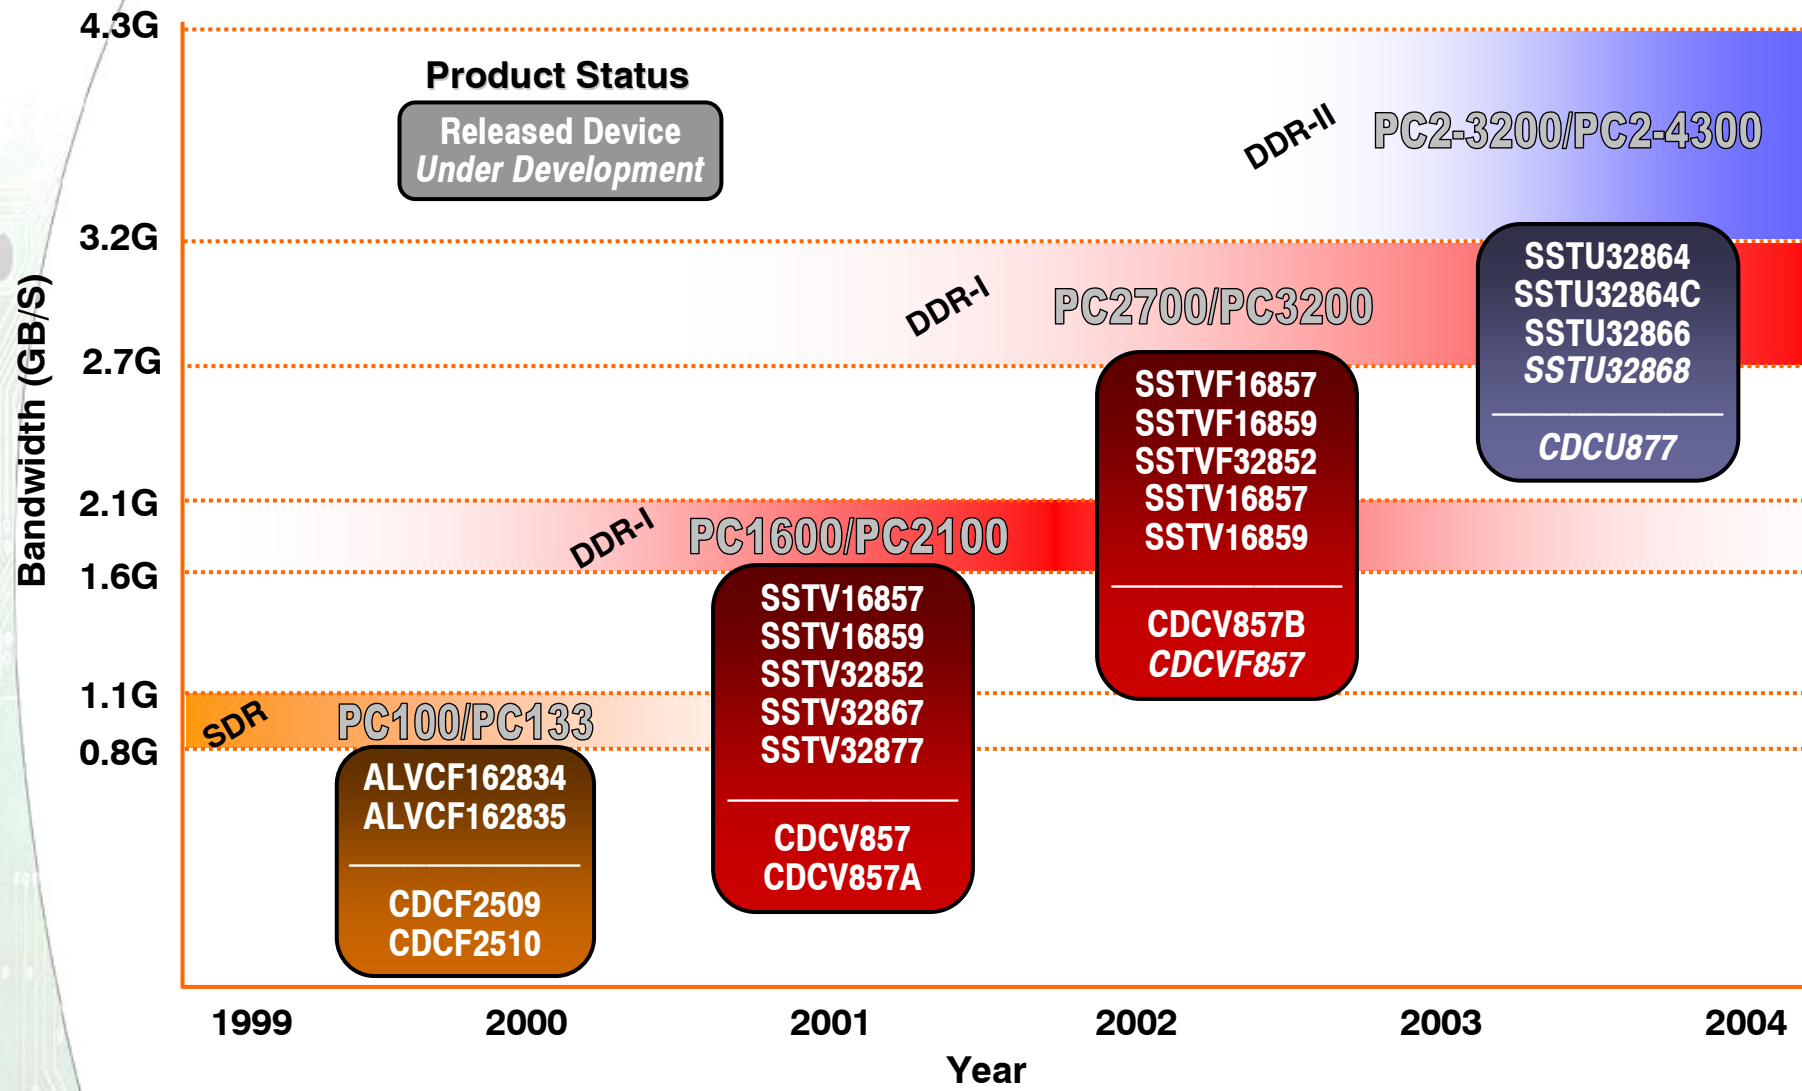 4.3G
Product Status
Released Device
Under Development
DDR-II
PC2-3200/PC2-4300
3.2G
SSTU32864
SSTU32864C
SSTU32866
SSTU32868
CDCU877
DDR-I
PC2700/PC3200
2.7G
SSTVF16857
SSTVF16859
SSTVF32852
SSTV16857
SSTV16859
CDCV857B
CDCVF857
Bandwidth (GB/S)
2.1G
DDR-I
PC1600/PC2100
1.6G
SSTV16857
SSTV16859
SSTV32852
SSTV32867
SSTV32877
CDCV857
CDCV857A
1.1G
SDR
PC100/PC133
0.8G
ALVCF162834
ALVCF162835
CDCF2509
CDCF2510
1999 2000 2001 2002 2003 2004
Year